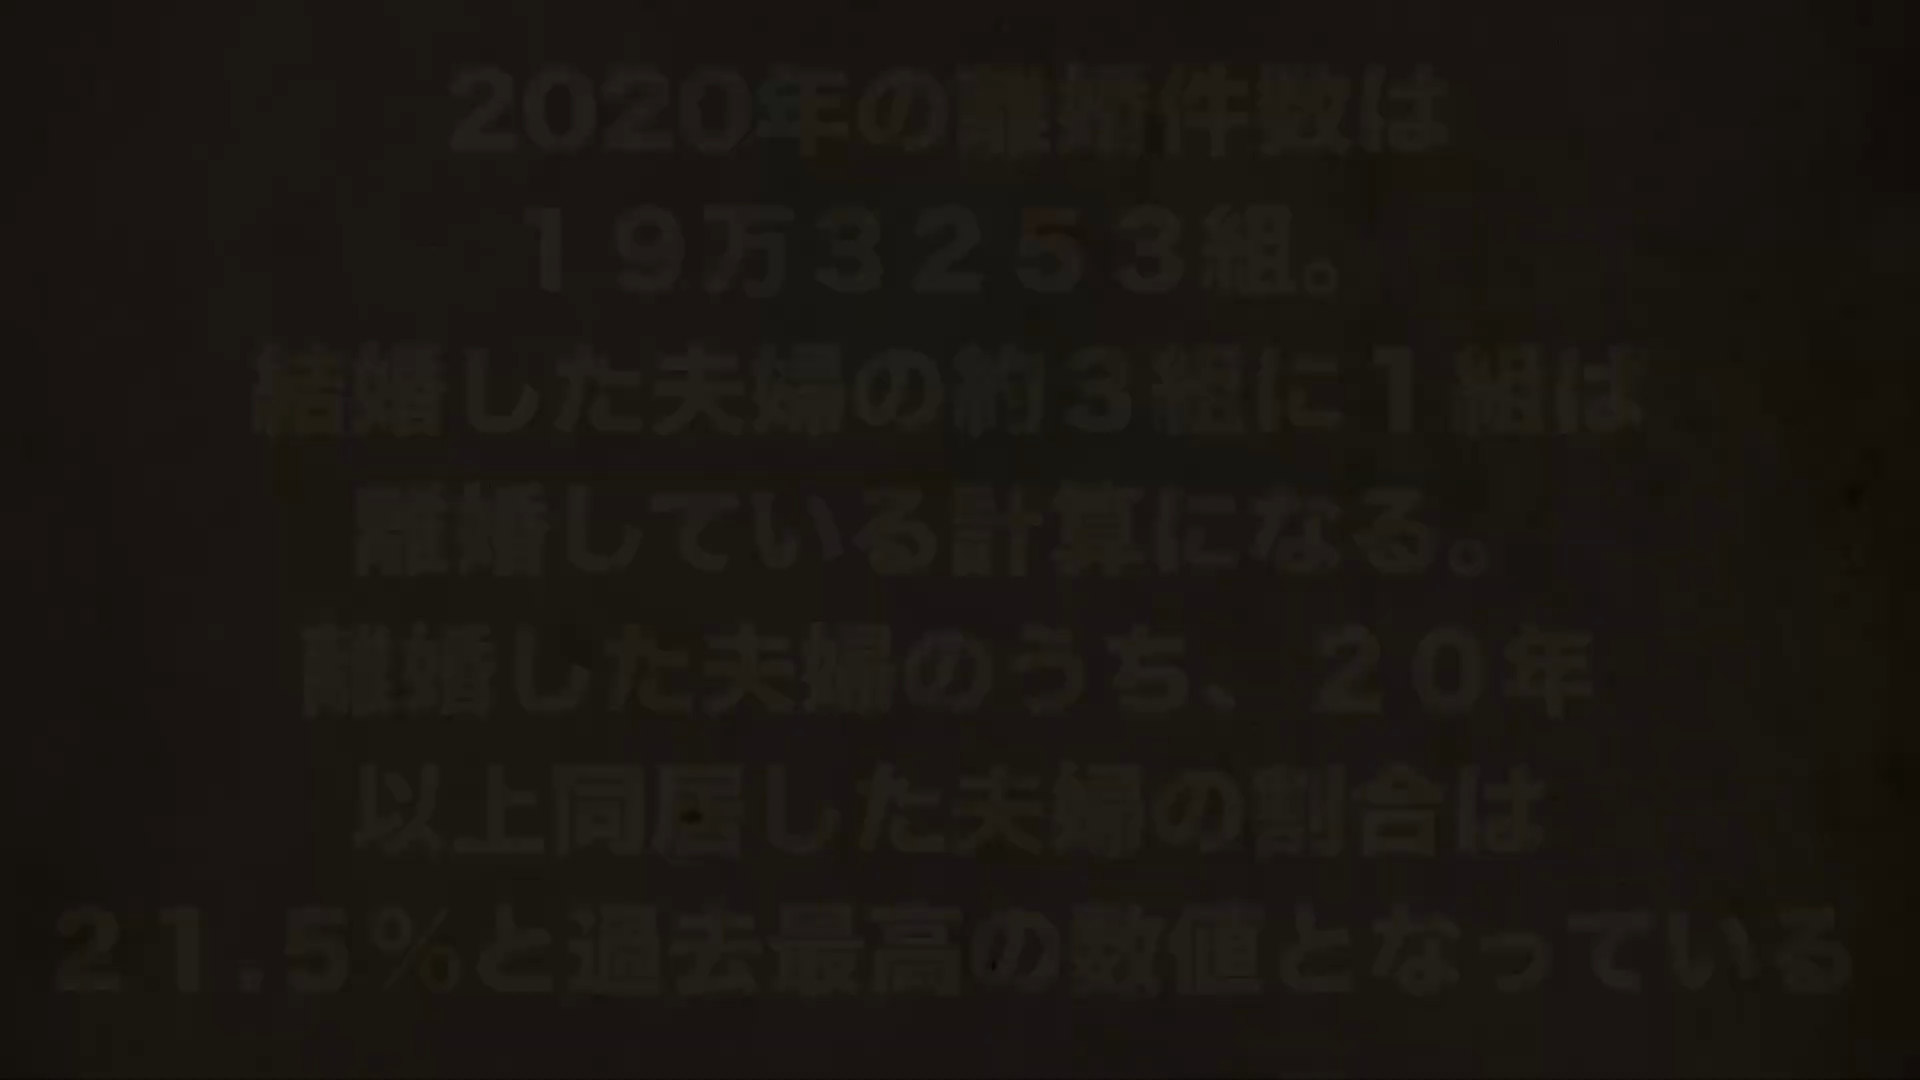 2020年の離婚件数は
１９万３２５３組。
結婚した夫婦の約３組に１組は
離婚している計算になる。
離婚した夫婦のうち、２０年
以上同居した夫婦の割合は
２１.５％と過去最高の数値となっている